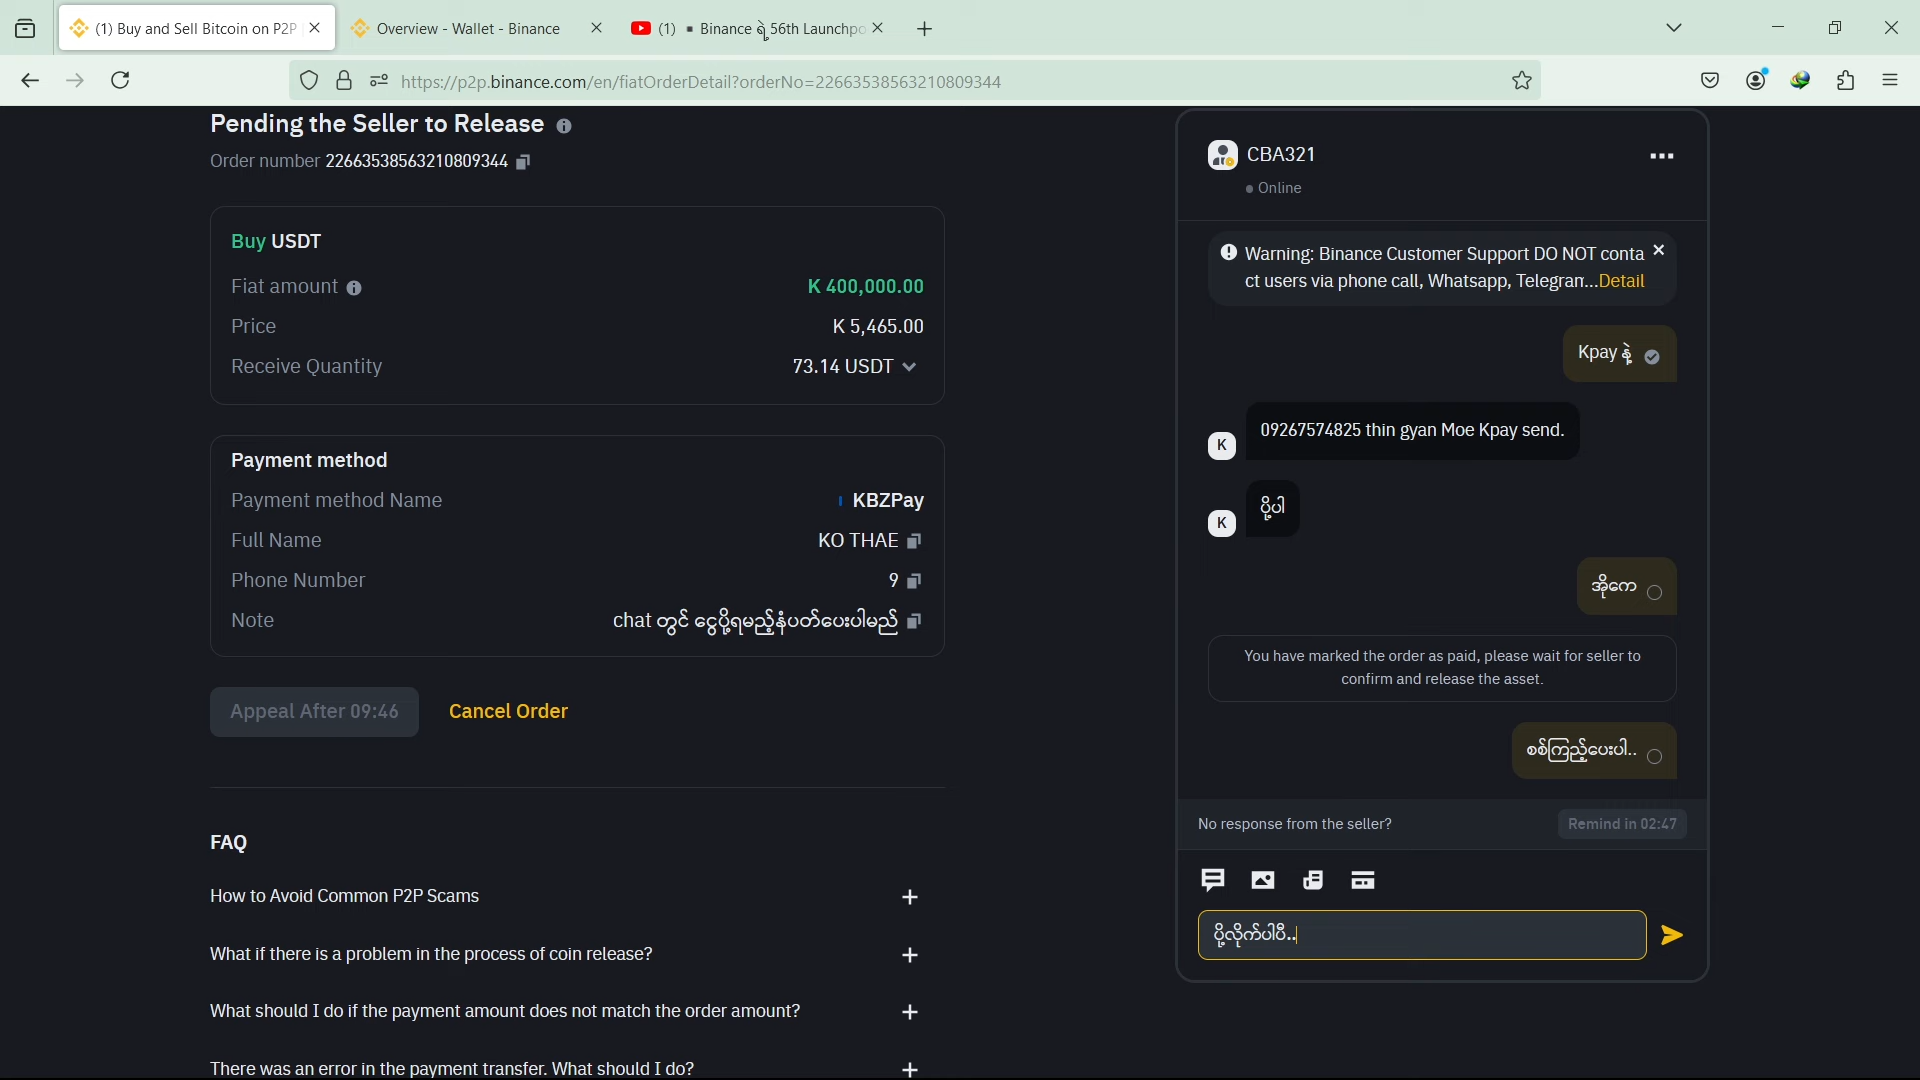 (1) Buy and Sell Bitcoin on P2P
Overview - Wallet - Binance
(1) ▪ Binance ရဲ့ 56th Launchpo
https://p2p.binance.com/en/fiatOrderDetail?orderNo=22663538563210809344
Pending the Seller to Release
Order number 22663538563210809344
Buy USDT
Fiat amount
K 400,000.00
Price
K 5,465.00
Receive Quantity
73.14 USDT
Payment method
Payment method Name
KBZPay
Full Name
KO THAE
Phone Number
9
Note
chat တွင် ငွေပို့ရမည့်နံပတ်ပေးပါမည်
Appeal After 09:46
Cancel Order
FAQ
How to Avoid Common P2P Scams
What if there is a problem in the process of coin release?
What should I do if the payment amount does not match the order amount?
There was an error in the payment transfer. What should I do?
CBA321
Online
Warning: Binance Customer Support DO NOT conta
ct users via phone call, Whatsapp, Telegram...Detail
Kpay နဲ့
K
09267574825 thin gyan Moe Kpay send.
K
ပို့ပါ
အိုကေ
You have marked the order as paid, please wait for seller to
confirm and release the asset.
စစ်ကြည့်ပေးပါ..
No response from the seller?
Remind in 02:47
ပို့လိုက်ပါပီ..